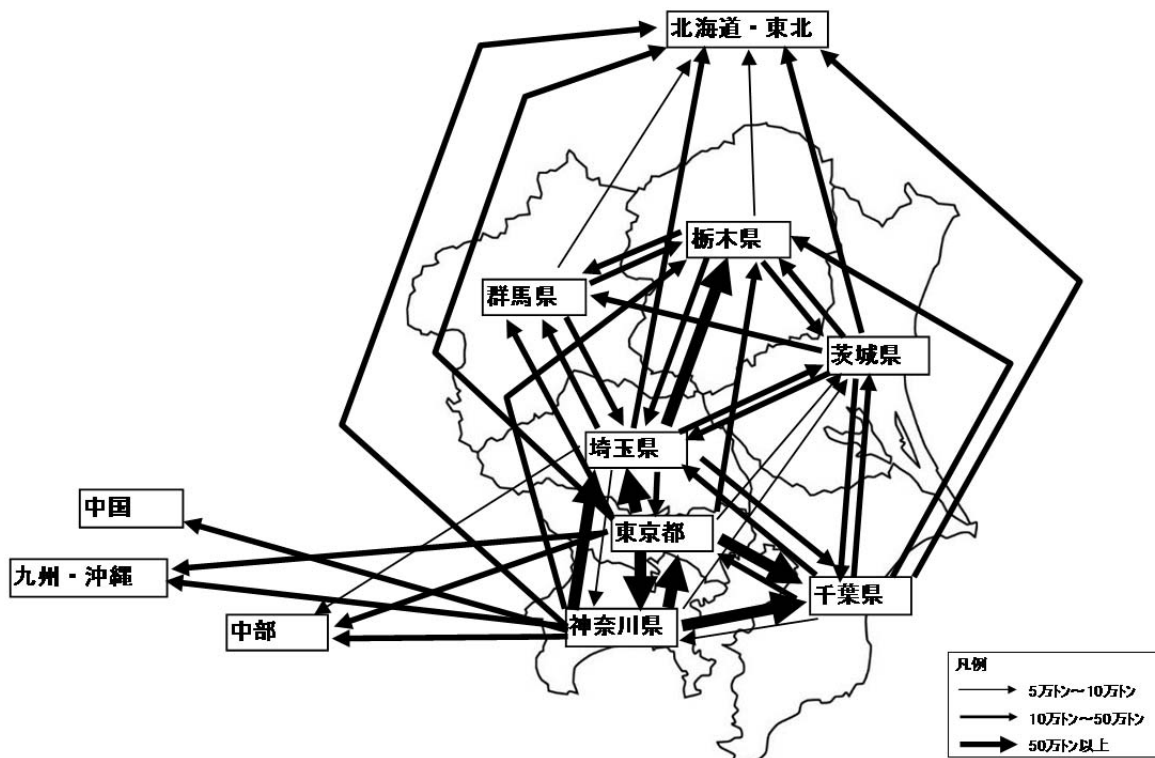 北海道・東北
栃木県
群馬県
茨城県
埼玉県
中国
東京都
九州・沖縄
千葉県
中部
神奈川県
凡例
5万トン～10万トン
10万トン～50万トン
50万トン以上